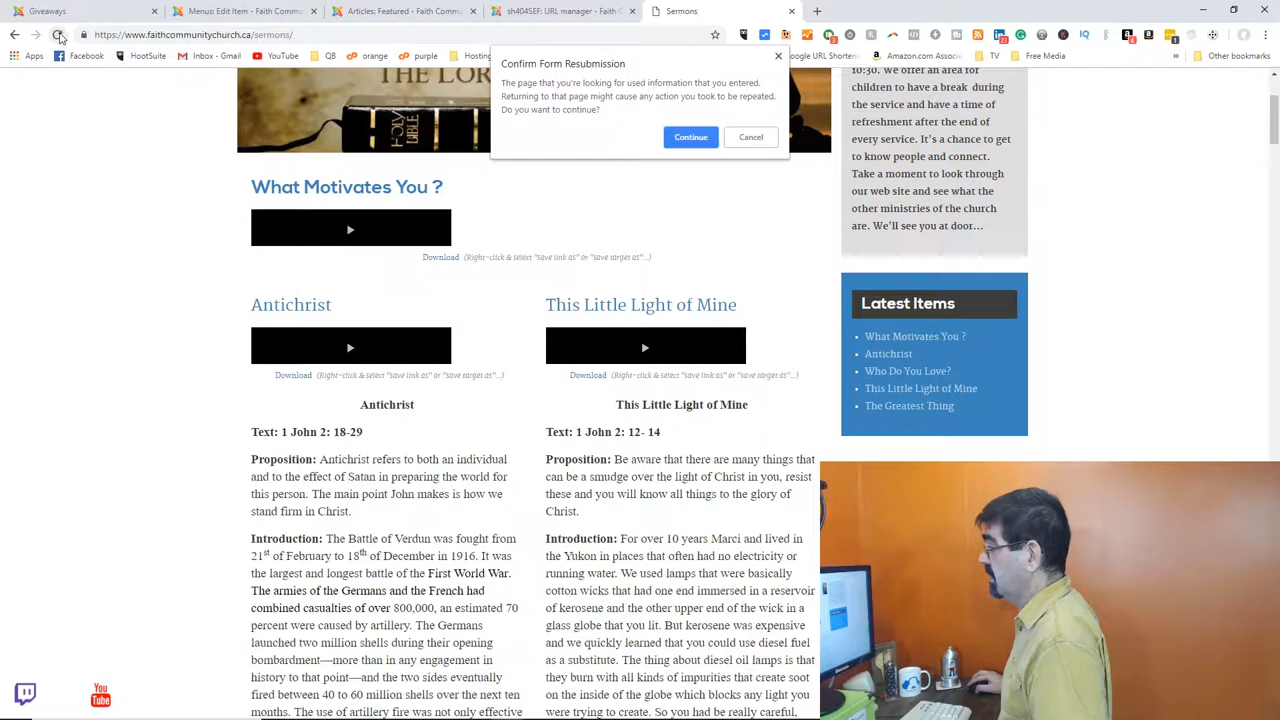 Giveaways
Menus: Edit Item - Faith Commu
Articles: Featured - Faith Comm
sh404SEF: URL manager - Faith C
Sermons
https://www.faithcommunitychurch.ca/sermons/
Apps
Facebook
HootSuite
Inbox - Gmail
YouTube
QB
orange
purple
Hosting
google URL Shorten
Amazon.com Assoc
TV
Free Media
Other bookmarks
Confirm Form Resubmission
The page that you're looking for used information that you entered.
Returning to that page might cause any action you took to be repeated.
Do you want to continue?
Continue
Cancel
THE LOR
HOLY
BIBLE
What Motivates You ?
Download (Right-click & select "save link as" or "save target as"...)
Antichrist
Download (Right-click & select "save link as" or "save target as"...)
Antichrist
Text: 1 John 2: 18-29
Proposition: Antichrist refers to both an individual
and to the effect of Satan in preparing the world for
this person. The main point John makes is how we
stand firm in Christ.
Introduction: The Battle of Verdun was fought from
21st of February to 18th of December in 1916. It was
the largest and longest battle of the First World War.
The armies of the Germans and the French had
combined casualties of over 800,000, an estimated 70
percent were caused by artillery. The Germans
launched two million shells during their opening
bombardment—more than in any engagement in
history to that point—and the two sides eventually
fired between 40 to 60 million shells over the next ten
months. The use of artillery fire was not only effective
This Little Light of Mine
Download (Right-click & select "save link as" or "save target as"...)
This Little Light of Mine
Text: 1 John 2: 12- 14
Proposition: Be aware that there are many things that
can be a smudge over the light of Christ in you, resist
these and you will know all things to the glory of
Christ.
Introduction: For over 10 years Marci and lived in
the Yukon in places that often had no electricity or
running water. We used lamps that were basically
cotton wicks that had one end immersed in a reservoir
of kerosene and the other upper end of the wick in a
glass globe that you lit. But kerosene was expensive
and we quickly learned that you could use diesel fuel
as a substitute. The thing about diesel oil lamps is that
they burn with all kinds of impurities that create soot
on the inside of the globe which blocks any light you
were trying to create. So you had be really careful,
10:30. We offer an area for
children to have a break during
the service and have a time of
refreshment after the end of
every service. It's a chance to
get to know people and connect.
Take a moment to look through
our web site and see what the
other ministries of the church
are. We'll see you at door...
Latest Items
What Motivates You ?
Antichrist
Who Do You Love?
This Little Light of Mine
The Greatest Thing
You
Tube